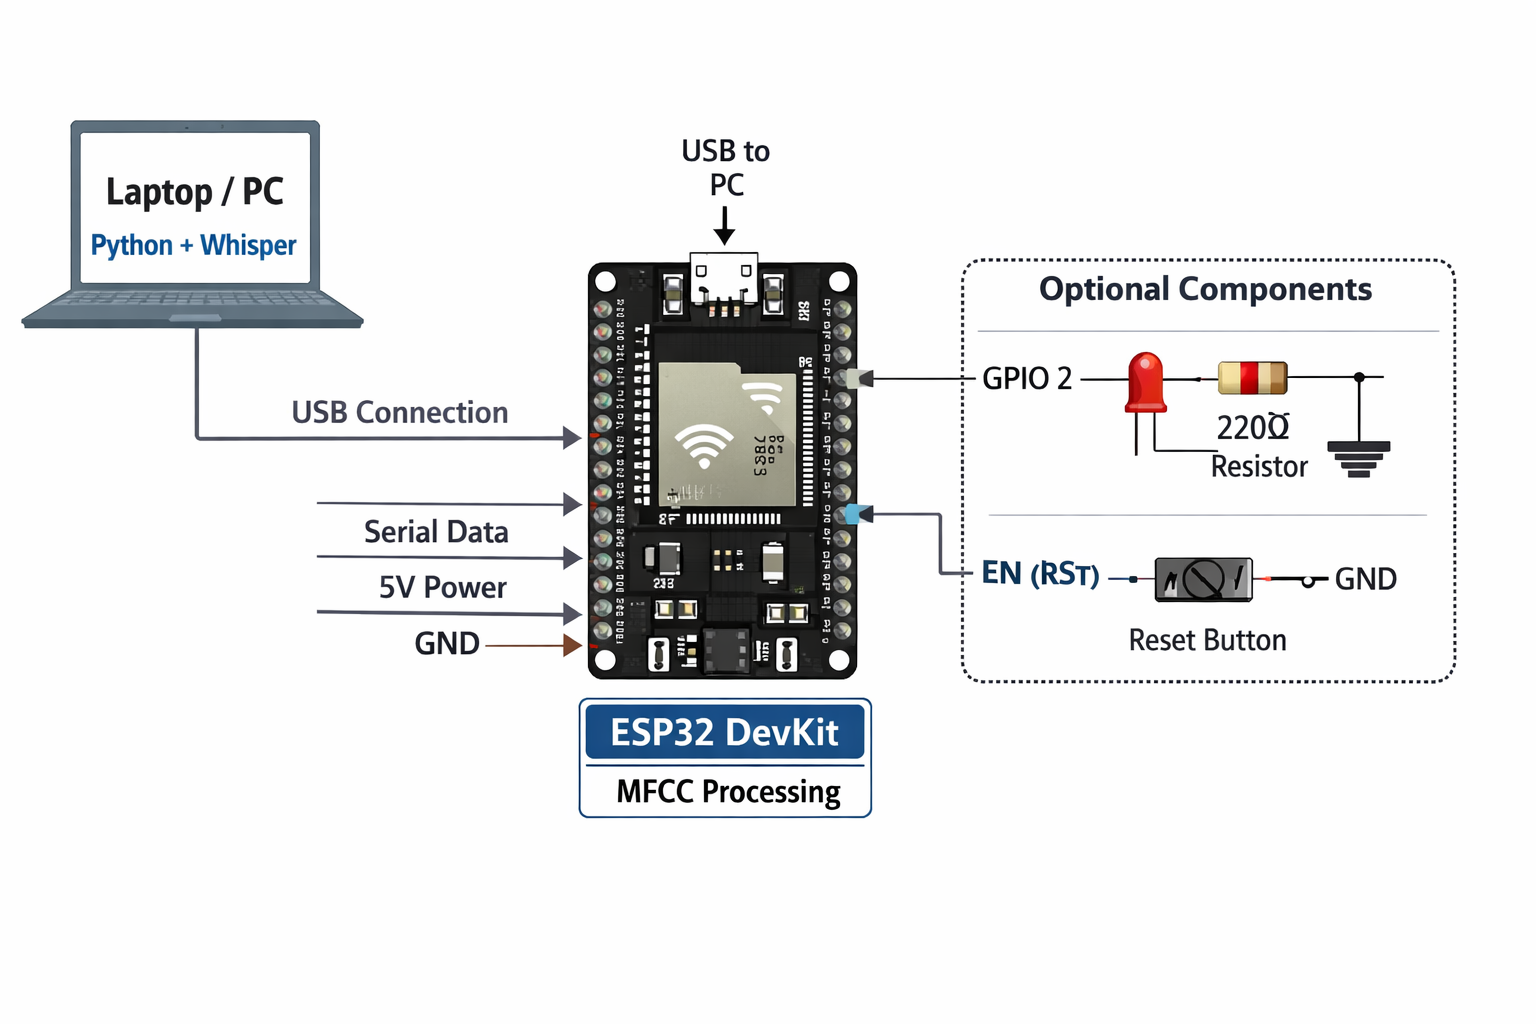 Laptop / PC
Python + Whisper
USB to
PC
USB Connection
Serial Data
5V Power
GND
ESP32 DevKit
MFCC Processing
Optional Components
GPIO 2
220Ω
Resistor
EN (RST)
GND
Reset Button